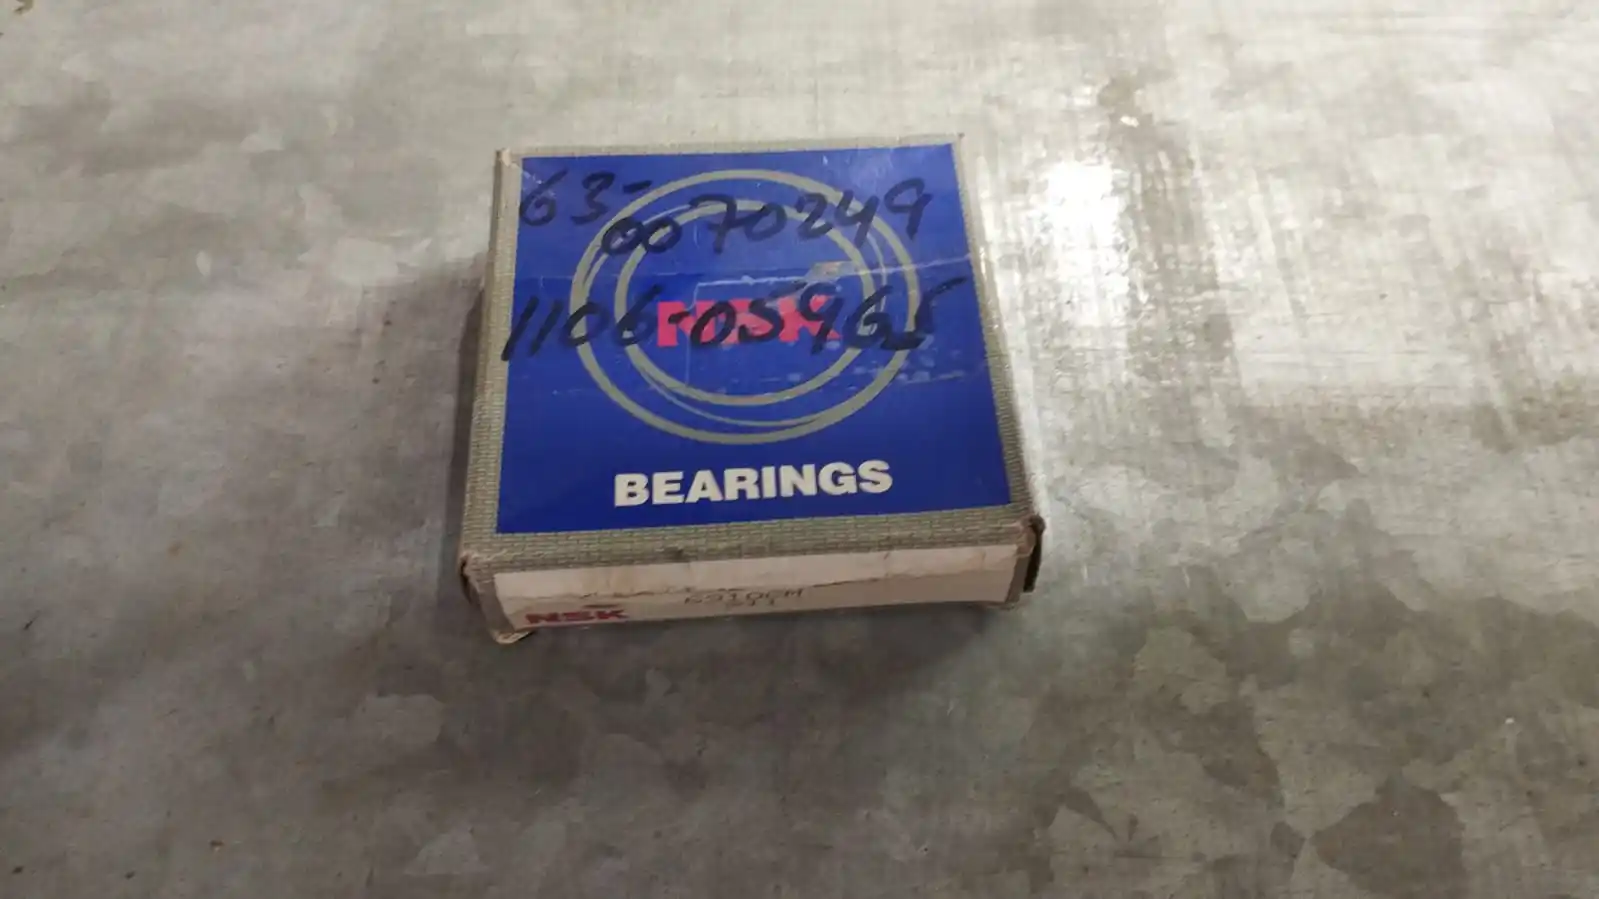 63-
0070249
1106-05965
NSK
BEARINGS
NSK